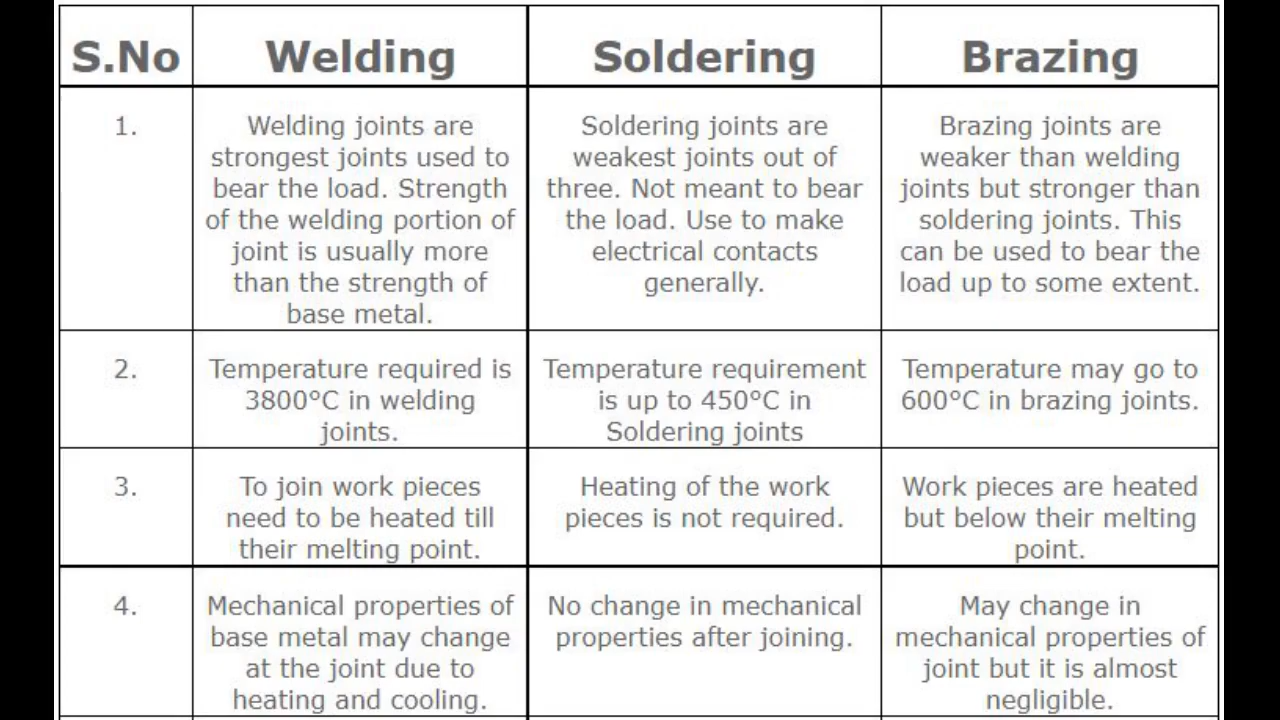 S.No Welding Soldering Brazing
1.
Welding joints are
strongest joints used to
bear the load. Strength
of the welding portion of
joint is usually more
than the strength of
base metal.
Soldering joints are
weakest joints out of
three. Not meant to bear
the load. Use to make
electrical contacts
generally.
Brazing joints are
weaker than welding
joints but stronger than
soldering joints. This
can be used to bear the
load up to some extent.
2.
Temperature required is
3800°C in welding
joints.
Temperature requirement
is up to 450°C in
Soldering joints
Temperature may go to
600°C in brazing joints.
3.
To join work pieces
need to be heated till
their melting point.
Heating of the work
pieces is not required.
Work pieces are heated
but below their melting
point.
4.
Mechanical properties of
base metal may change
at the joint due to
heating and cooling.
No change in mechanical
properties after joining.
May change in
mechanical properties of
joint but it is almost
negligible.